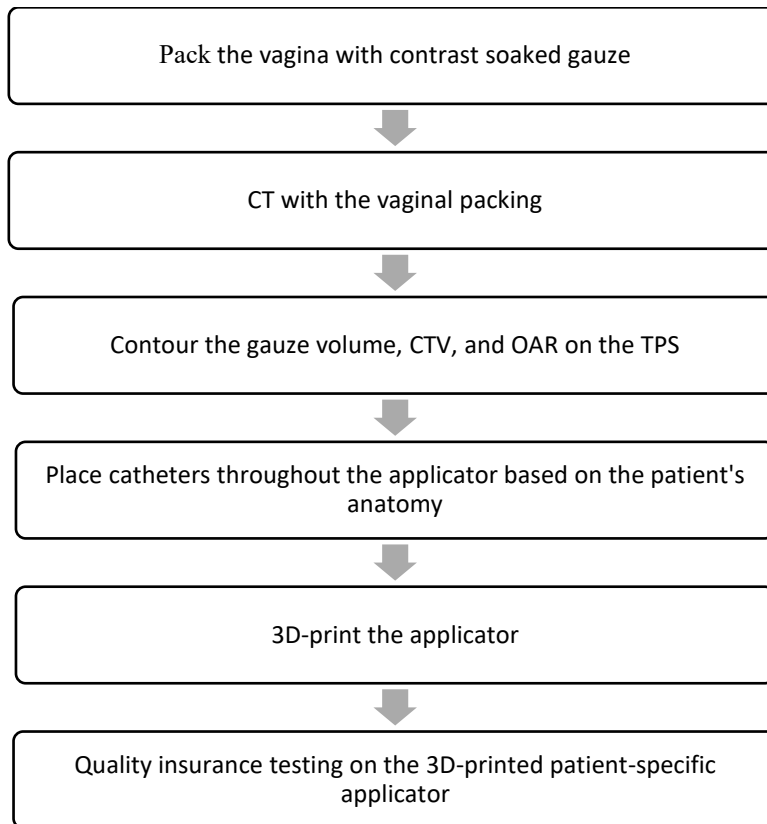 Pack the vagina with contrast soaked gauze
CT with the vaginal packing
Contour the gauze volume, CTV, and OAR on the TPS
Place catheters throughout the applicator based on the patient's
anatomy
3D-print the applicator
Quality insurance testing on the 3D-printed patient-specific
applicator